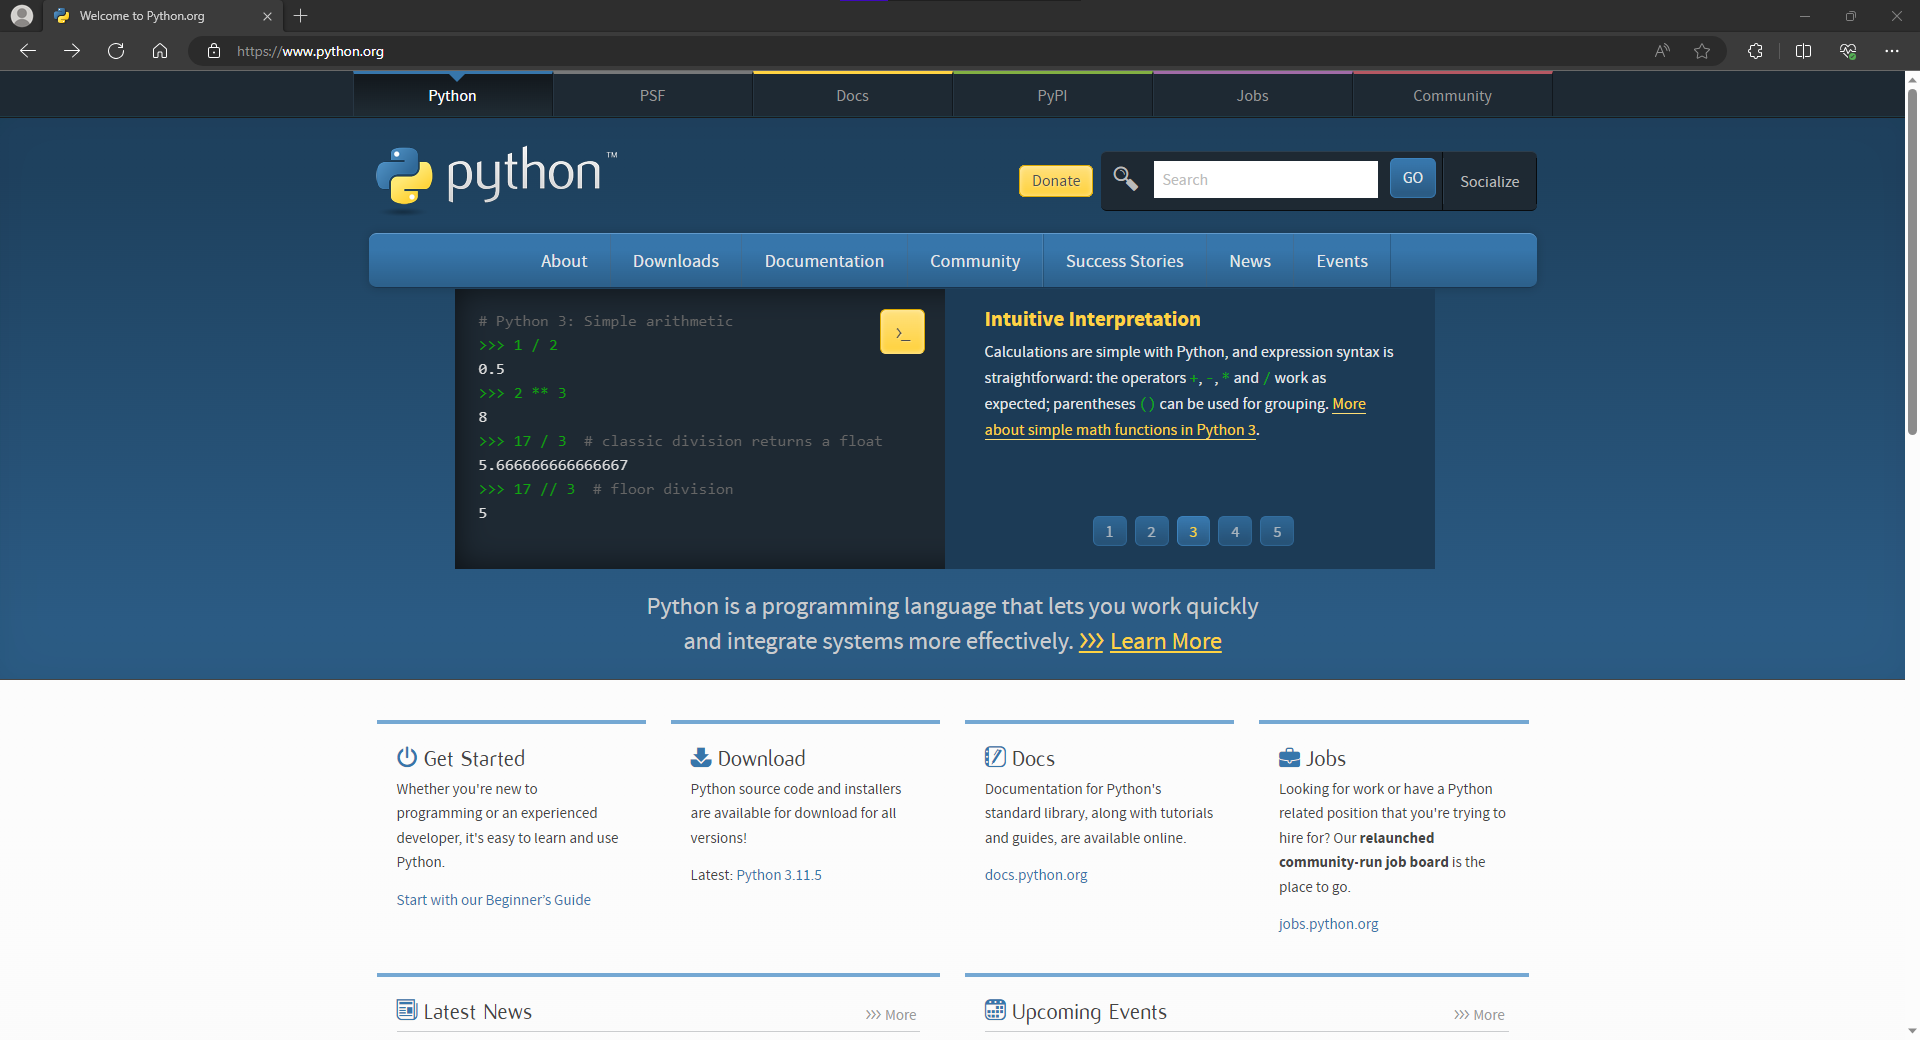 Welcome to Python.org
https://www.python.org
Python
PSF
Docs
PyPI
Jobs
Community
python™
Donate
Search
GO
Socialize
About
Downloads
Documentation
Community
Success Stories
News
Events
# Python 3: Simple arithmetic
>>> 1 / 2
0.5
>>> 2 ** 3
8
>>> 17 / 3  # classic division returns a float
5.666666666666667
>>> 17 // 3  # floor division
5
>_
Intuitive Interpretation
Calculations are simple with Python, and expression syntax is
straightforward: the operators +, -, * and / work as
expected; parentheses () can be used for grouping. More
about simple math functions in Python 3.
1
2
3
4
5
Python is a programming language that lets you work quickly
and integrate systems more effectively. >>> Learn More
Get Started
Whether you're new to
programming or an experienced
developer, it's easy to learn and use
Python.
Start with our Beginner’s Guide
Download
Python source code and installers
are available for download for all
versions!
Latest: Python 3.11.5
Docs
Documentation for Python's
standard library, along with tutorials
and guides, are available online.
docs.python.org
Jobs
Looking for work or have a Python
related position that you're trying to
hire for? Our relaunched
community-run job board is the
place to go.
jobs.python.org
Latest News
>>> More
Upcoming Events
>>> More